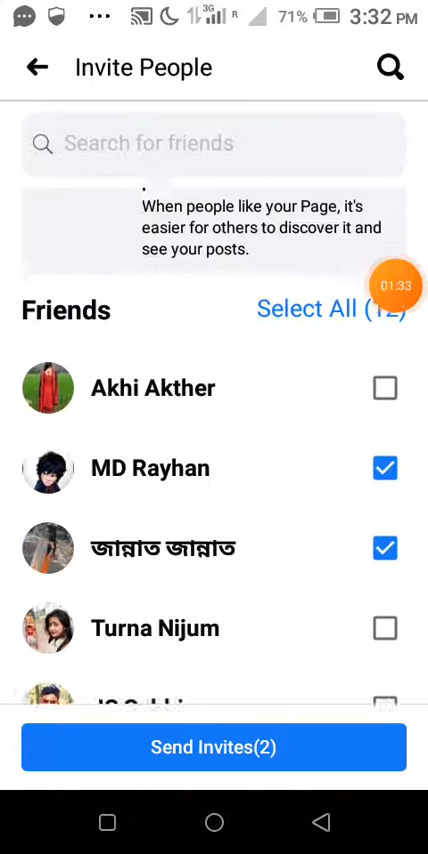 3G
R
71%
3:32 PM
Invite People
Search for friends
When people like your Page, it's
easier for others to discover it and
see your posts.
01:33
Friends
Select All (12)
Akhi Akther
MD Rayhan
জান্নাত জান্নাত
Turna Nijum
Send Invites(2)